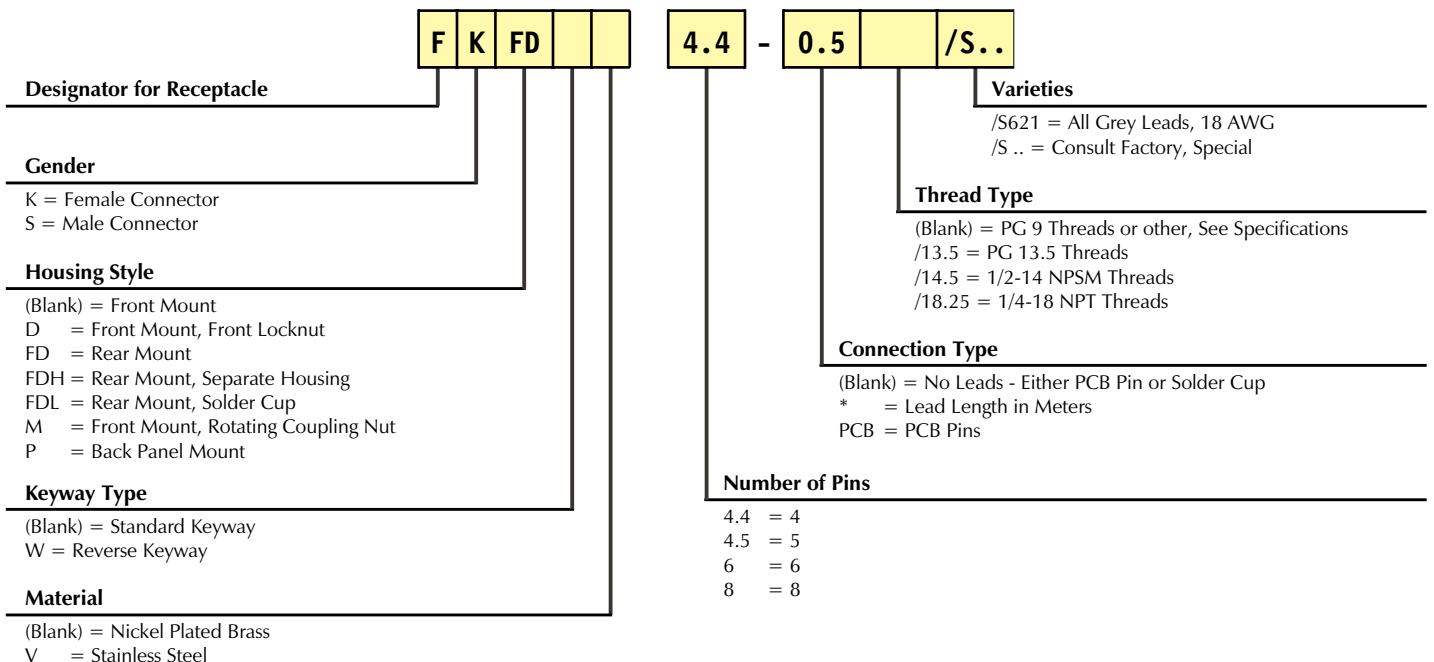 F K FD 4.4 - 0.5 /S..
Designator for Receptacle
Gender
K = Female Connector
S = Male Connector
Housing Style
(Blank) = Front Mount
D = Front Mount, Front Locknut
FD = Rear Mount
FDH = Rear Mount, Separate Housing
FDL = Rear Mount, Solder Cup
M = Front Mount, Rotating Coupling Nut
P = Back Panel Mount
Keyway Type
(Blank) = Standard Keyway
W = Reverse Keyway
Material
(Blank) = Nickel Plated Brass
V = Stainless Steel
Varieties
/S621 = All Grey Leads, 18 AWG
/S .. = Consult Factory, Special
Thread Type
(Blank) = PG 9 Threads or other, See Specifications
/13.5 = PG 13.5 Threads
/14.5 = 1/2-14 NPSM Threads
/18.25 = 1/4-18 NPT Threads
Connection Type
(Blank) = No Leads - Either PCB Pin or Solder Cup
* = Lead Length in Meters
PCB = PCB Pins
Number of Pins
4.4 = 4
4.5 = 5
6 = 6
8 = 8